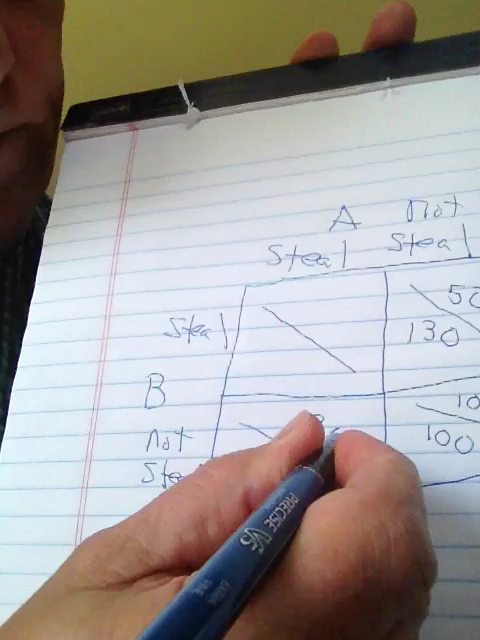 A not
Steal Steal
Steal
130
B
not
100
PRECISE V5